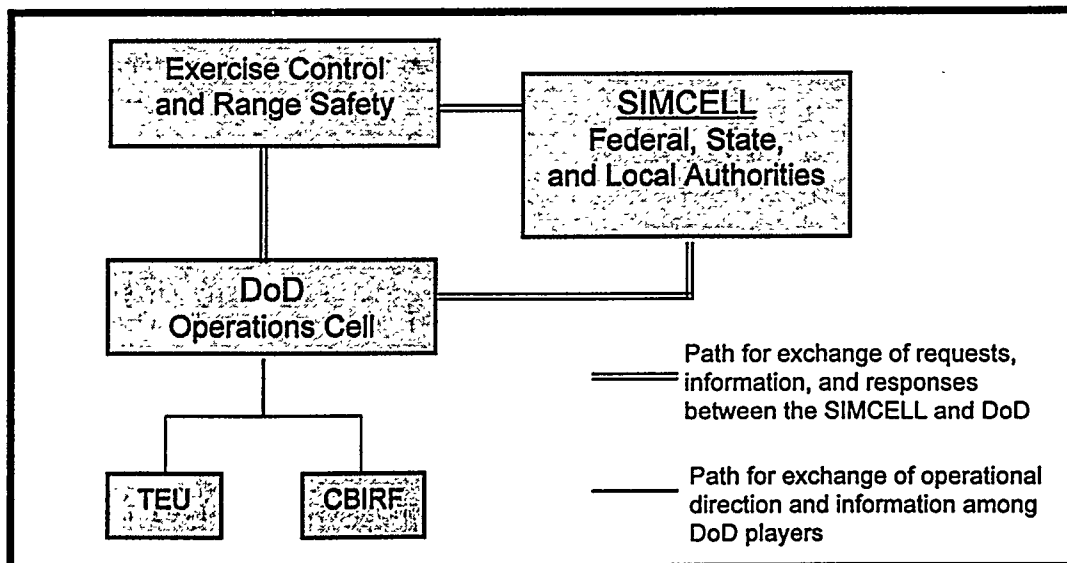 Exercise Control
and Range Safety
SIMCELL
Federal, State,
and Local Authorities
DoD
Operations Cell
TEU
CBIRF
Path for exchange of requests,
information, and responses
between the SIMCELL and DoD
Path for exchange of operational
direction and information among
DoD players